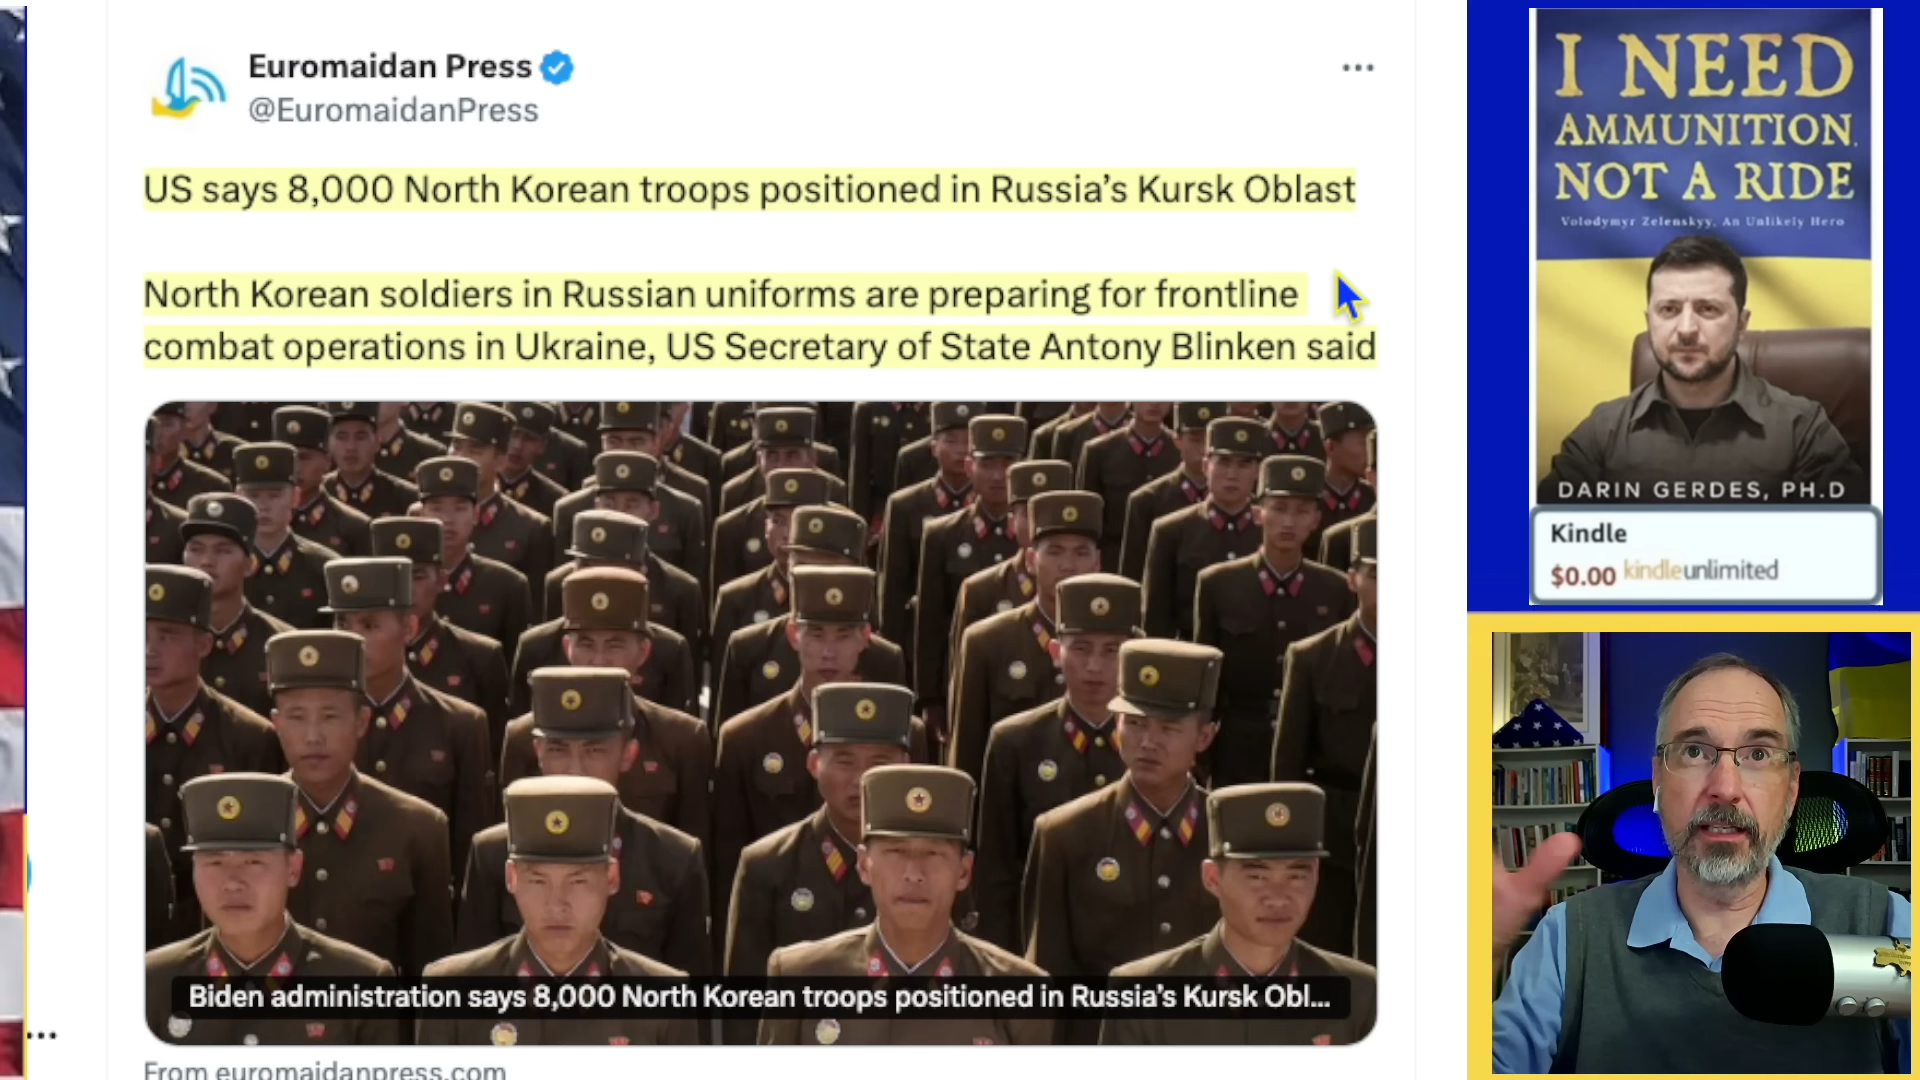 Euromaidan Press
@EuromaidanPress
US says 8,000 North Korean troops positioned in Russia’s Kursk Oblast
North Korean soldiers in Russian uniforms are preparing for frontline
combat operations in Ukraine, US Secretary of State Antony Blinken said
Biden administration says 8,000 North Korean troops positioned in Russia’s Kursk Obl...
From euromaidanpress.com
I NEED
AMMUNITION,
NOT A RIDE
Volodymyr Zelenskyy, An Unlikely Hero
DARIN GERDES, PH.D
Kindle
$0.00 kindleunlimited